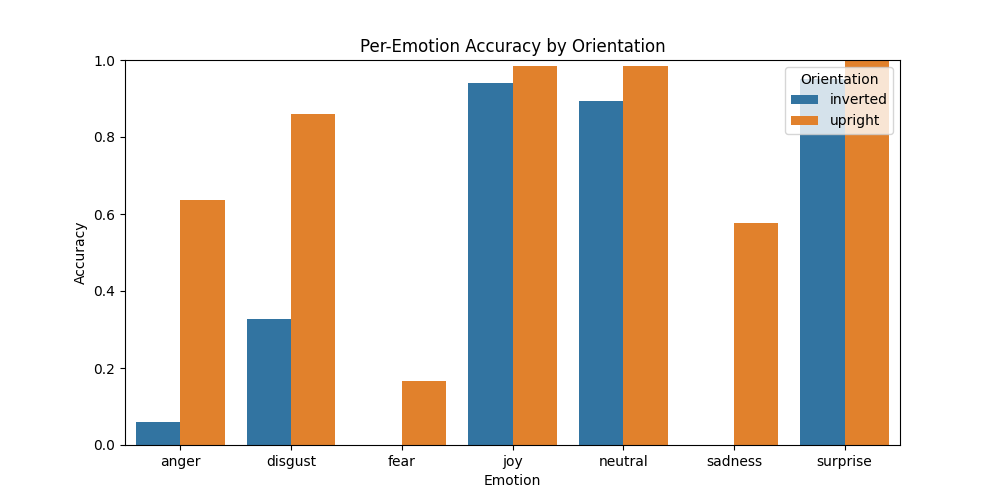 Per-Emotion Accuracy by Orientation
Orientation
inverted
upright
1.0
0.8
0.6
0.4
0.2
0.0
Accuracy
anger disgust fear joy neutral sadness surprise
Emotion